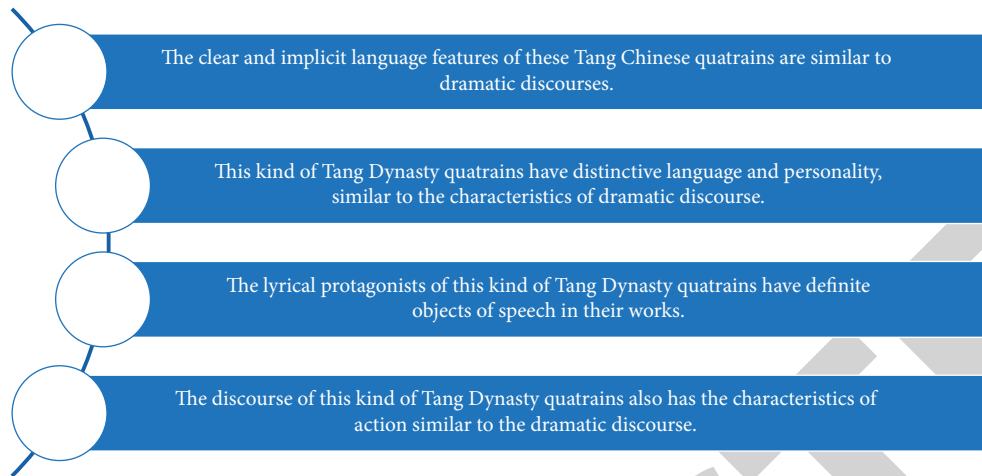 The clear and implicit language features of these Tang Chinese quatrains are similar to
dramatic discourses.
This kind of Tang Dynasty quatrains have distinctive language and personality,
similar to the characteristics of dramatic discourse.
The lyrical protagonists of this kind of Tang Dynasty quatrains have definite
objects of speech in their works.
The discourse of this kind of Tang Dynasty quatrains also has the characteristics of
action similar to the dramatic discourse.